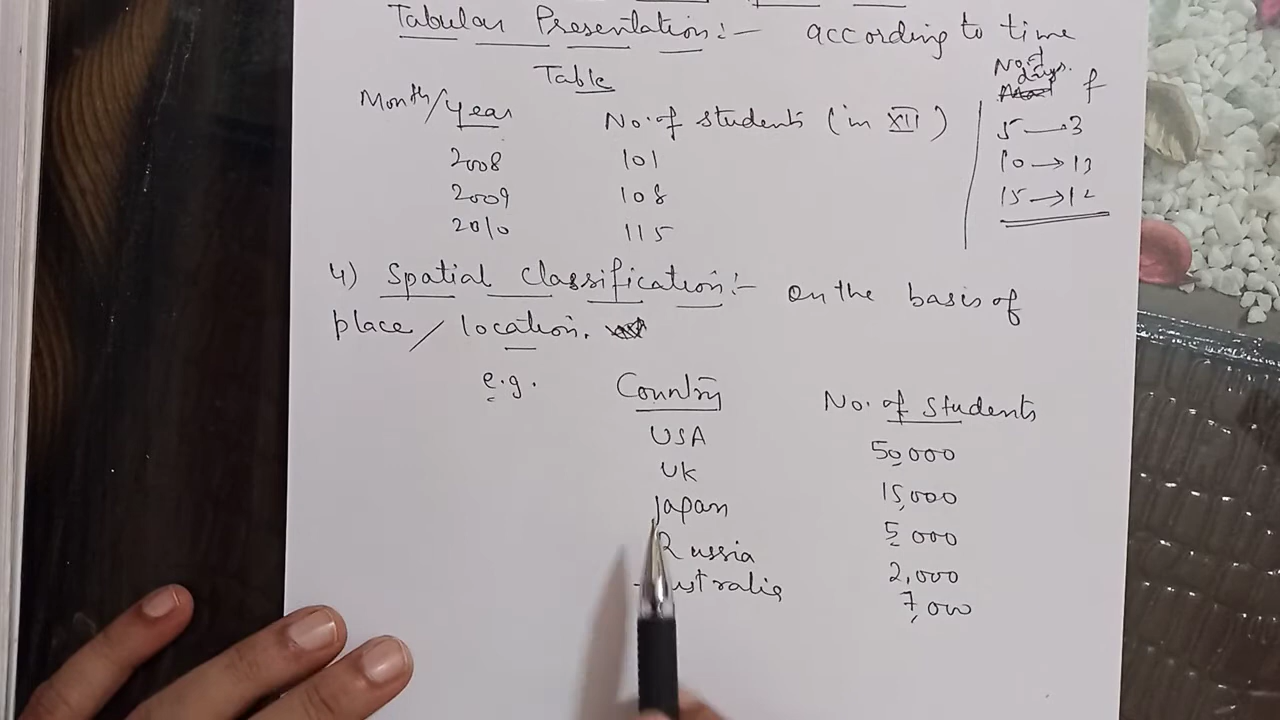 Tabular Presentation:- according to time
Table
Month/year No. of students (in XII)
2008 101
2009 108
2010 115
No. of days. f
5 → 3
10 → 13
15 → 12
4) Spatial Classification:- on the basis of
place / location.
e.g. Country No. of Students
USA 50,000
UK 15,000
Japan 5,000
Russia 2,000
Australia 7,000